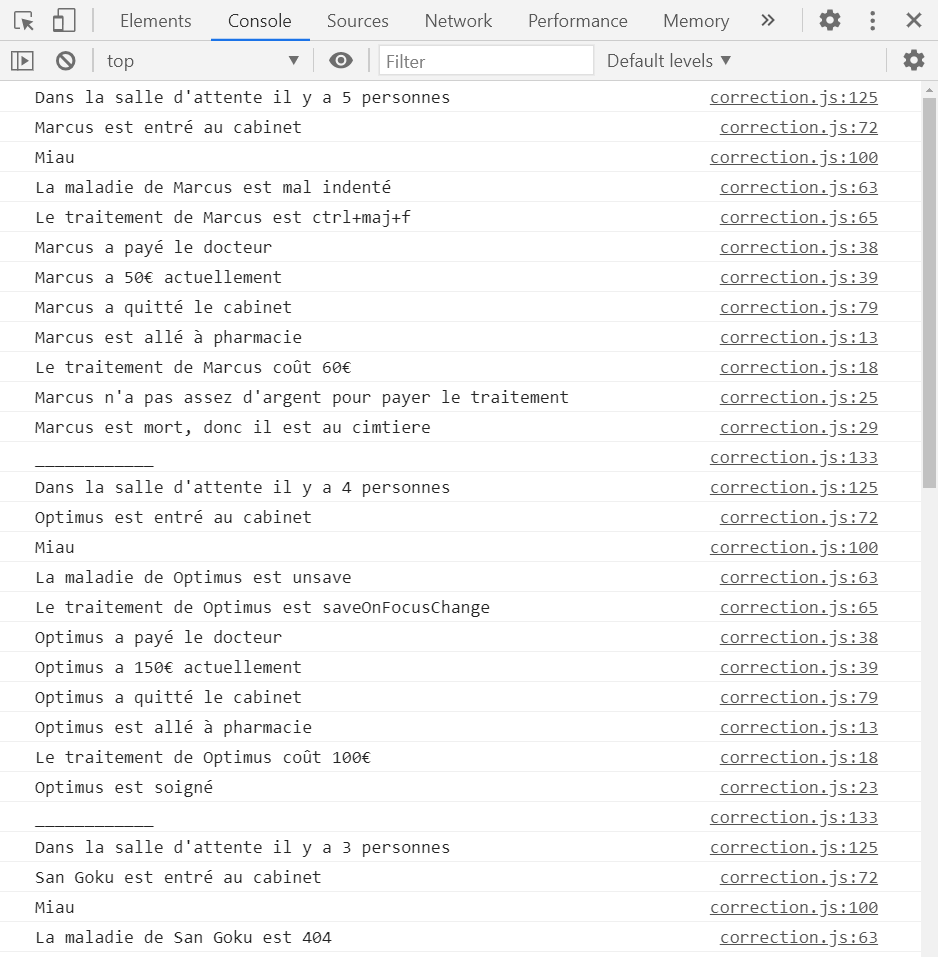 Elements Console Sources Network Performance Memory »
top ▼ Filter Default levels ▼
Dans la salle d'attente il y a 5 personnes correction.js:125
Marcus est entré au cabinet correction.js:72
Miau correction.js:100
La maladie de Marcus est mal indenté correction.js:63
Le traitement de Marcus est ctrl+maj+f correction.js:65
Marcus a payé le docteur correction.js:38
Marcus a 50€ actuellement correction.js:39
Marcus a quitté le cabinet correction.js:79
Marcus est allé à pharmacie correction.js:13
Le traitement de Marcus coût 60€ correction.js:18
Marcus n'a pas assez d'argent pour payer le traitement correction.js:25
Marcus est mort, donc il est au cimtiere correction.js:29
____________ correction.js:133
Dans la salle d'attente il y a 4 personnes correction.js:125
Optimus est entré au cabinet correction.js:72
Miau correction.js:100
La maladie de Optimus est unsave correction.js:63
Le traitement de Optimus est saveOnFocusChange correction.js:65
Optimus a payé le docteur correction.js:38
Optimus a 150€ actuellement correction.js:39
Optimus a quitté le cabinet correction.js:79
Optimus est allé à pharmacie correction.js:13
Le traitement de Optimus coût 100€ correction.js:18
Optimus est soigné correction.js:23
____________ correction.js:133
Dans la salle d'attente il y a 3 personnes correction.js:125
San Goku est entré au cabinet correction.js:72
Miau correction.js:100
La maladie de San Goku est 404 correction.js:63